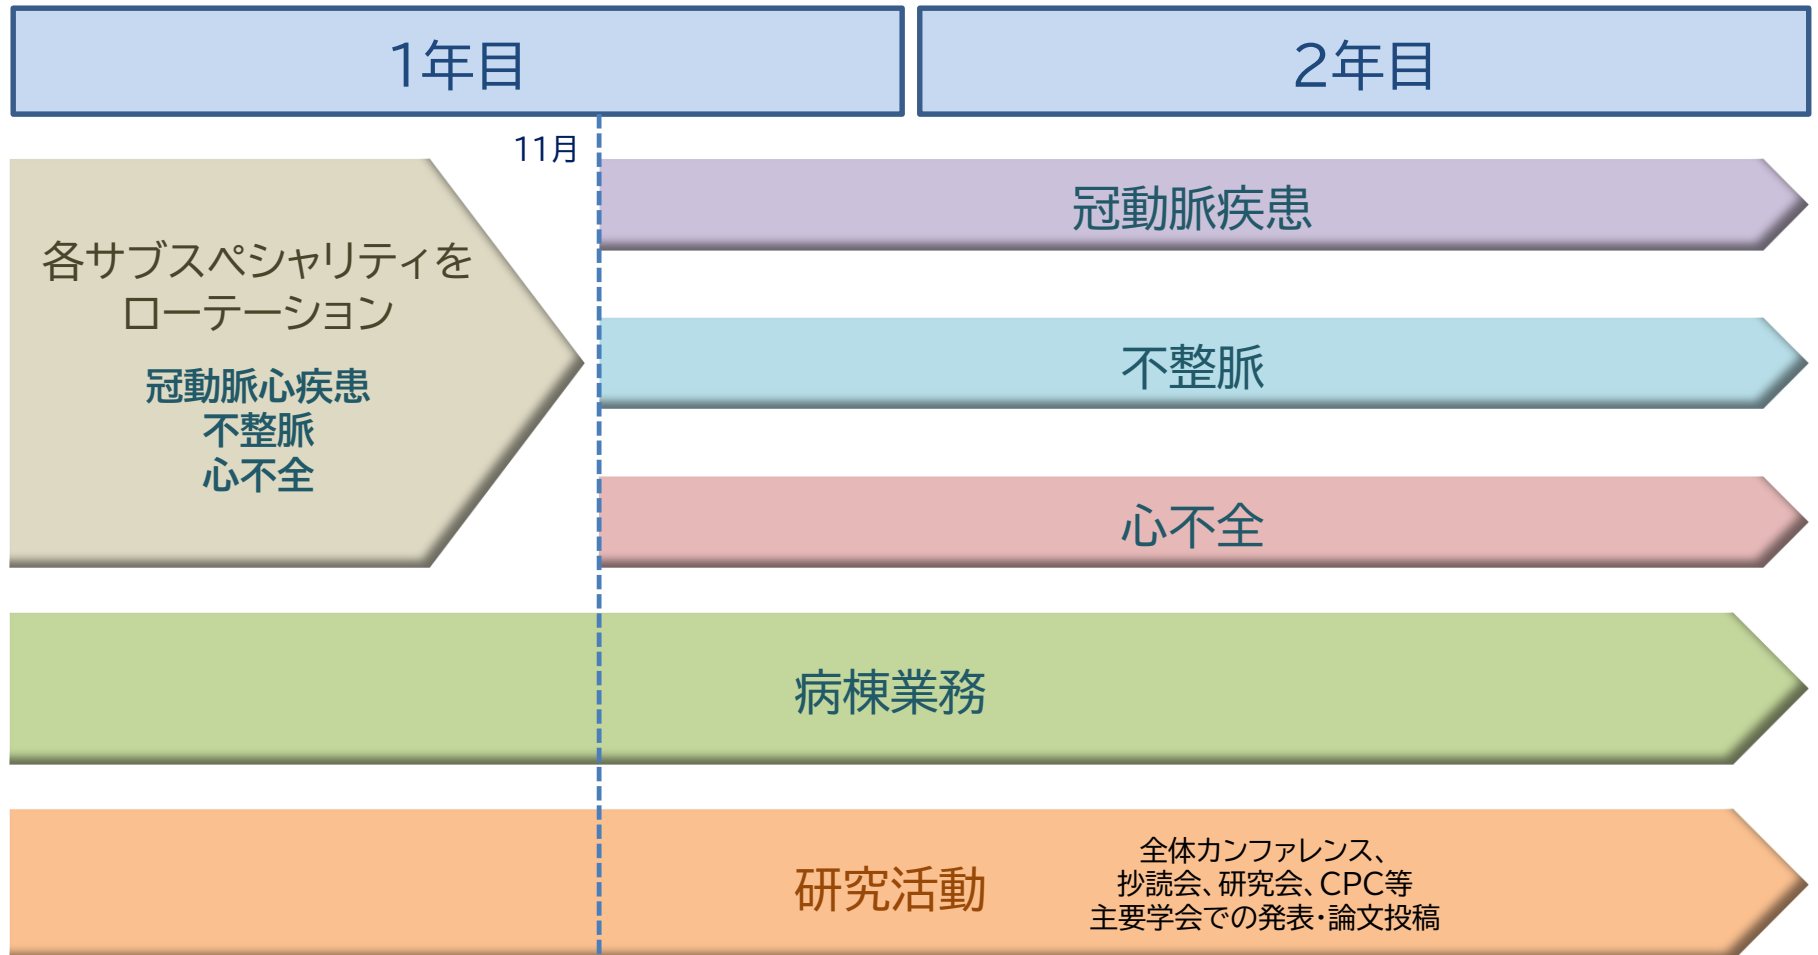 1年目
2年目
11月
各サブスペシャリティを
ローテーション
冠動脈心疾患
不整脈
心不全
冠動脈疾患
不整脈
心不全
病棟業務
研究活動
全体カンファレンス、
抄読会、研究会、CPC等
主要学会での発表・論文投稿